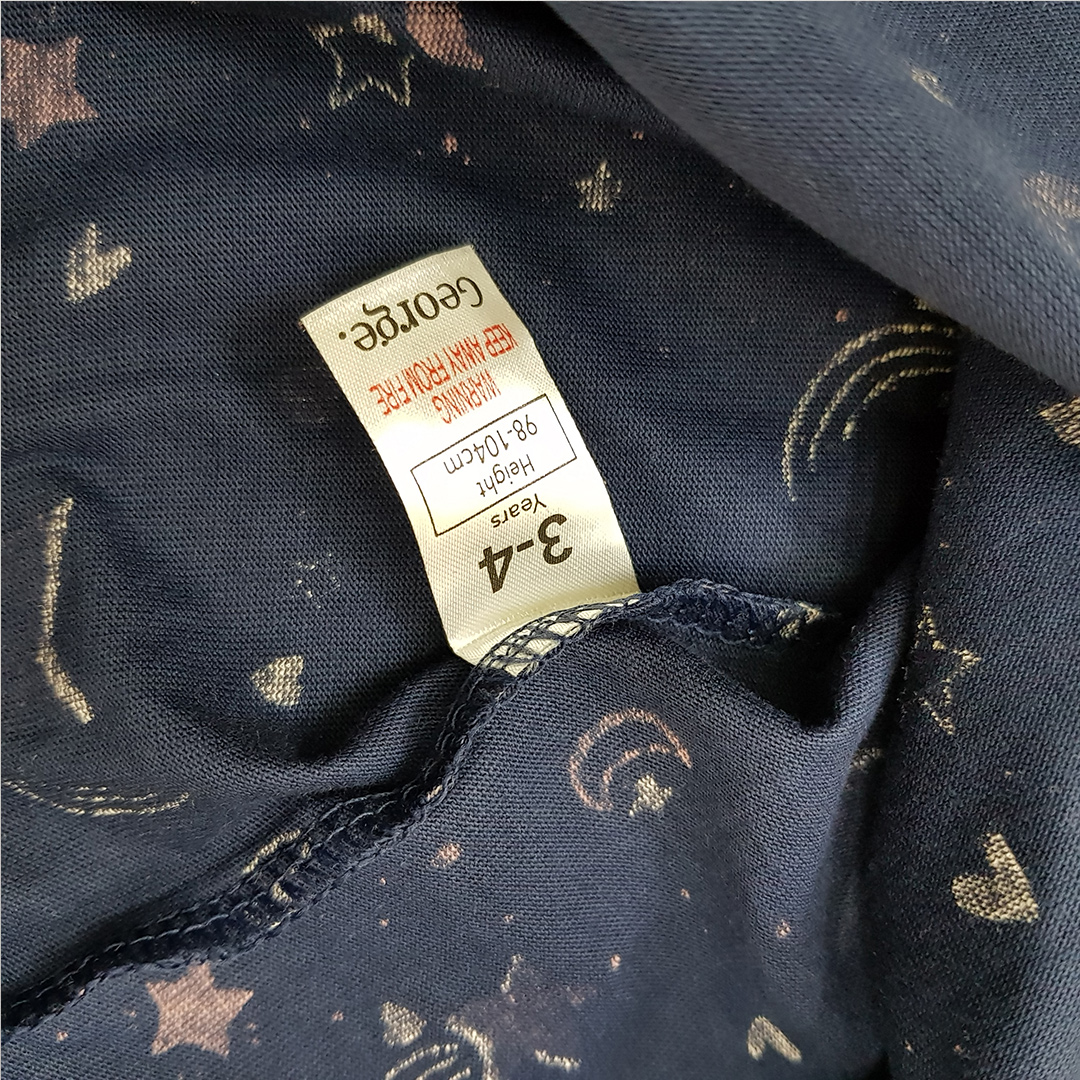 George.
KEEP AWAY FROM FIRE
WARNING
98-104cm
Height
Years
3-4